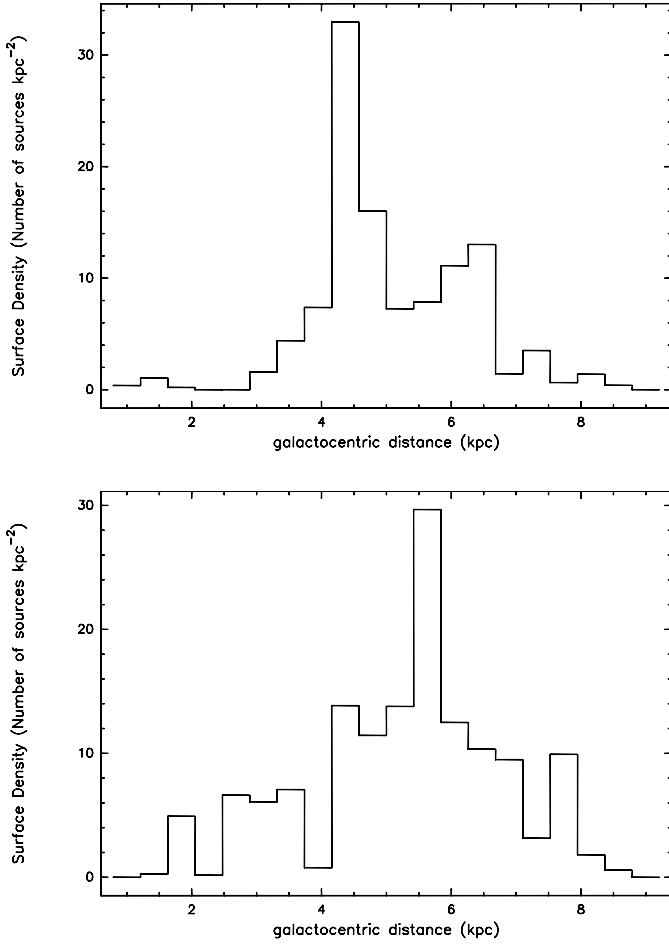 30
20
10
0
Surface Density (Number of sources kpc⁻²)
2 4 6 8
galactocentric distance (kpc)
30
20
10
0
Surface Density (Number of sources kpc⁻²)
2 4 6 8
galactocentric distance (kpc)